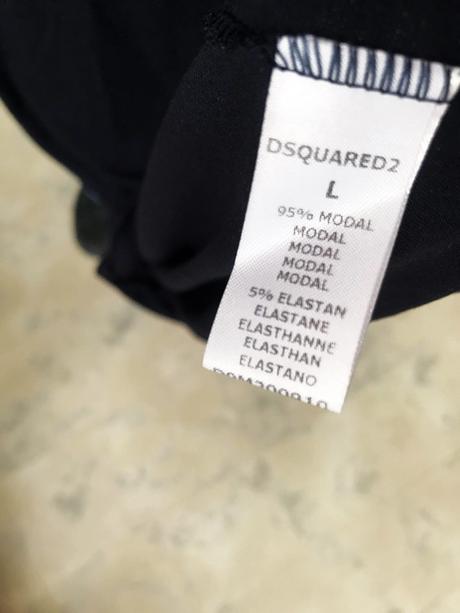 DSQUARED2
L
95% MODAL
MODAL
MODAL
MODAL
MODAL
5% ELASTAN
ELASTANE
ELASTHANNE
ELASTHAN
ELASTANO